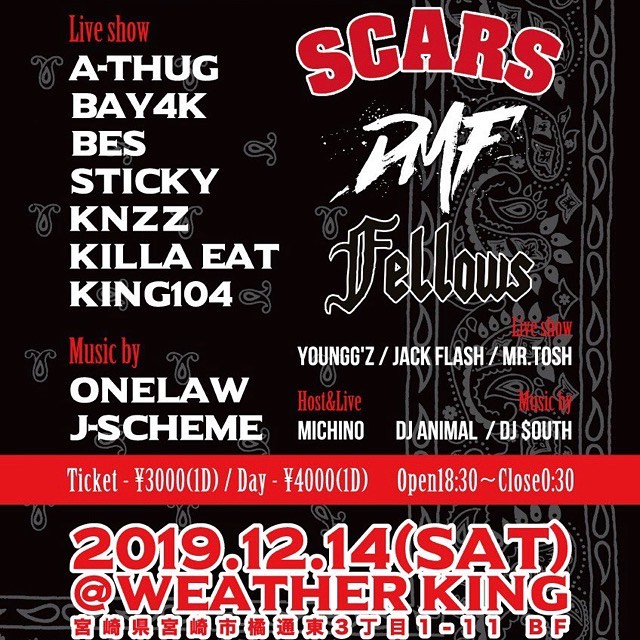 Live show
A-THUG
BAY4K
BES
STICKY
KNZZ
KILLA EAT
KING104
Music by
ONELAW
J-SCHEME
SCARS
DMF
Fellows
Live show
YOUNGG'Z / JACK FLASH / MR.TOSH
Host&Live
MICHINO
Music by
DJ ANIMAL / DJ $OUTH
Ticket - ¥3000(1D) / Day - ¥4000(1D) Open18:30~Close0:30
2019.12.14(SAT)
@WEATHER KING
宮崎県宮崎市橘通東3丁目1-11 BF